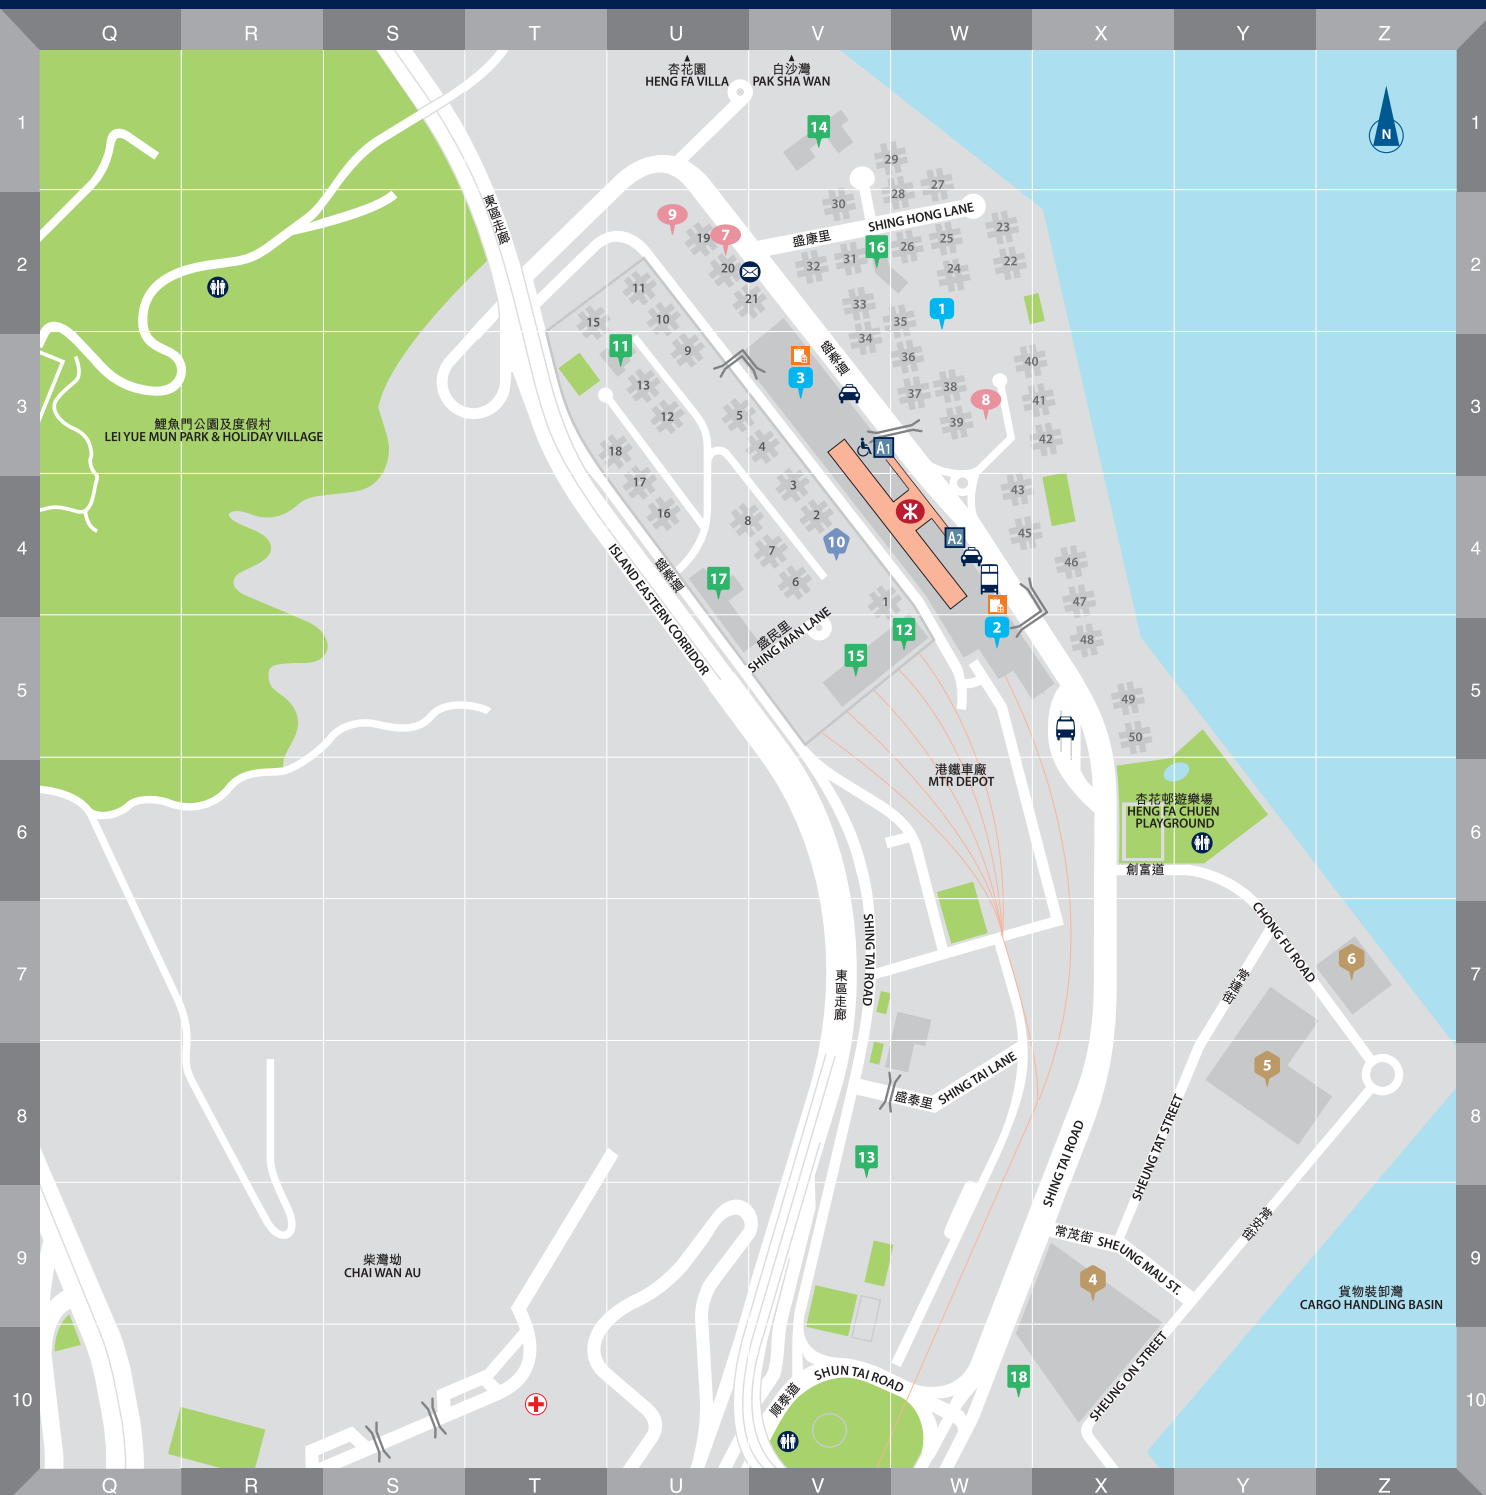 Q R S T U V W X Y Z
杏花園
HENG FA VILLA
白沙灣
PAK SHA WAN
1
14
N
1
29
28
27
30
SHING HONG LANE
盛康里
東區走廊
9
7
19
20
21
16
23
22
24
25
26
31
32
2
2
11
10
15
33
34
35
1
11
9
13
12
盛泰道
3
36
37
38
39
8
40
41
42
3
3
鯉魚門公園及度假村
LEI YUE MUN PARK & HOLIDAY VILLAGE
5
4
A1
18
17
16
3
2
8
7
6
10
43
45
A2
46
47
48
4
4
ISLAND EASTERN CORRIDOR
盛泰道
17
1
盛民里
SHING MAN LANE
12
15
2
5
5
49
50
港鐵車廠
MTR DEPOT
杏花邨遊樂場
HENG FA CHUEN
PLAYGROUND
6
6
創富道
CHONG FU ROAD
SHING TAI ROAD
東區走廊
常達街
6
7
7
5
盛泰里
SHING TAI LANE
8
8
SHING TAI ROAD
SHEUNG TAT STREET
13
常安街
常茂街
SHEUNG MAU ST.
4
柴灣坳
CHAI WAN AU
9
9
貨物裝卸灣
CARGO HANDLING BASIN
SHUN TAI ROAD
順泰道
18
SHEUNG ON STREET
10
10
Q R S T U V W X Y Z